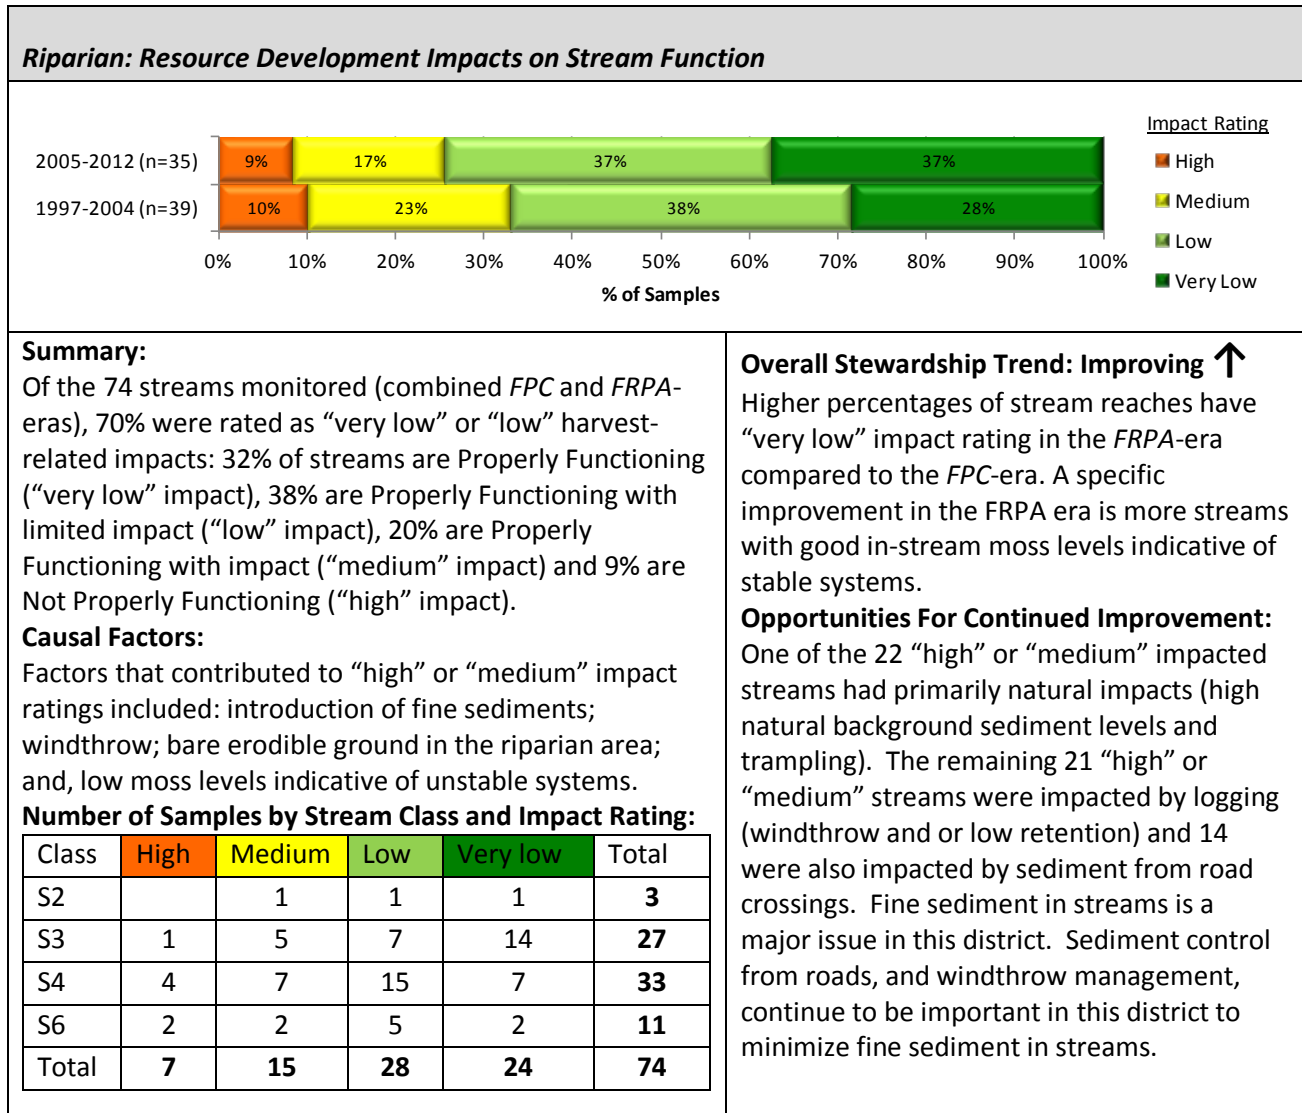 Riparian: Resource Development Impacts on Stream Function
Impact Rating
2005-2012 (n=35) 9% 17% 37% 37%
1997-2004 (n=39) 10% 23% 38% 28%
High
Medium
Low
Very Low
0% 10% 20% 30% 40% 50% 60% 70% 80% 90% 100%
% of Samples
Summary:
Of the 74 streams monitored (combined FPC and FRPA-
eras), 70% were rated as “very low” or “low” harvest-
related impacts: 32% of streams are Properly Functioning
(“very low” impact), 38% are Properly Functioning with
limited impact (“low” impact), 20% are Properly
Functioning with impact (“medium” impact) and 9% are
Not Properly Functioning (“high” impact).
Causal Factors:
Factors that contributed to “high” or “medium” impact
ratings included: introduction of fine sediments;
windthrow; bare erodible ground in the riparian area;
and, low moss levels indicative of unstable systems.
Number of Samples by Stream Class and Impact Rating:
Class High Medium Low Very low Total
S2 1 1 1 3
S3 1 5 7 14 27
S4 4 7 15 7 33
S6 2 2 5 2 11
Total 7 15 28 24 74
Overall Stewardship Trend: Improving ↑
Higher percentages of stream reaches have
“very low” impact rating in the FRPA-era
compared to the FPC-era. A specific
improvement in the FRPA era is more streams
with good in-stream moss levels indicative of
stable systems.
Opportunities For Continued Improvement:
One of the 22 “high” or “medium” impacted
streams had primarily natural impacts (high
natural background sediment levels and
trampling). The remaining 21 “high” or
“medium” streams were impacted by logging
(windthrow and or low retention) and 14
were also impacted by sediment from road
crossings. Fine sediment in streams is a
major issue in this district. Sediment control
from roads, and windthrow management,
continue to be important in this district to
minimize fine sediment in streams.